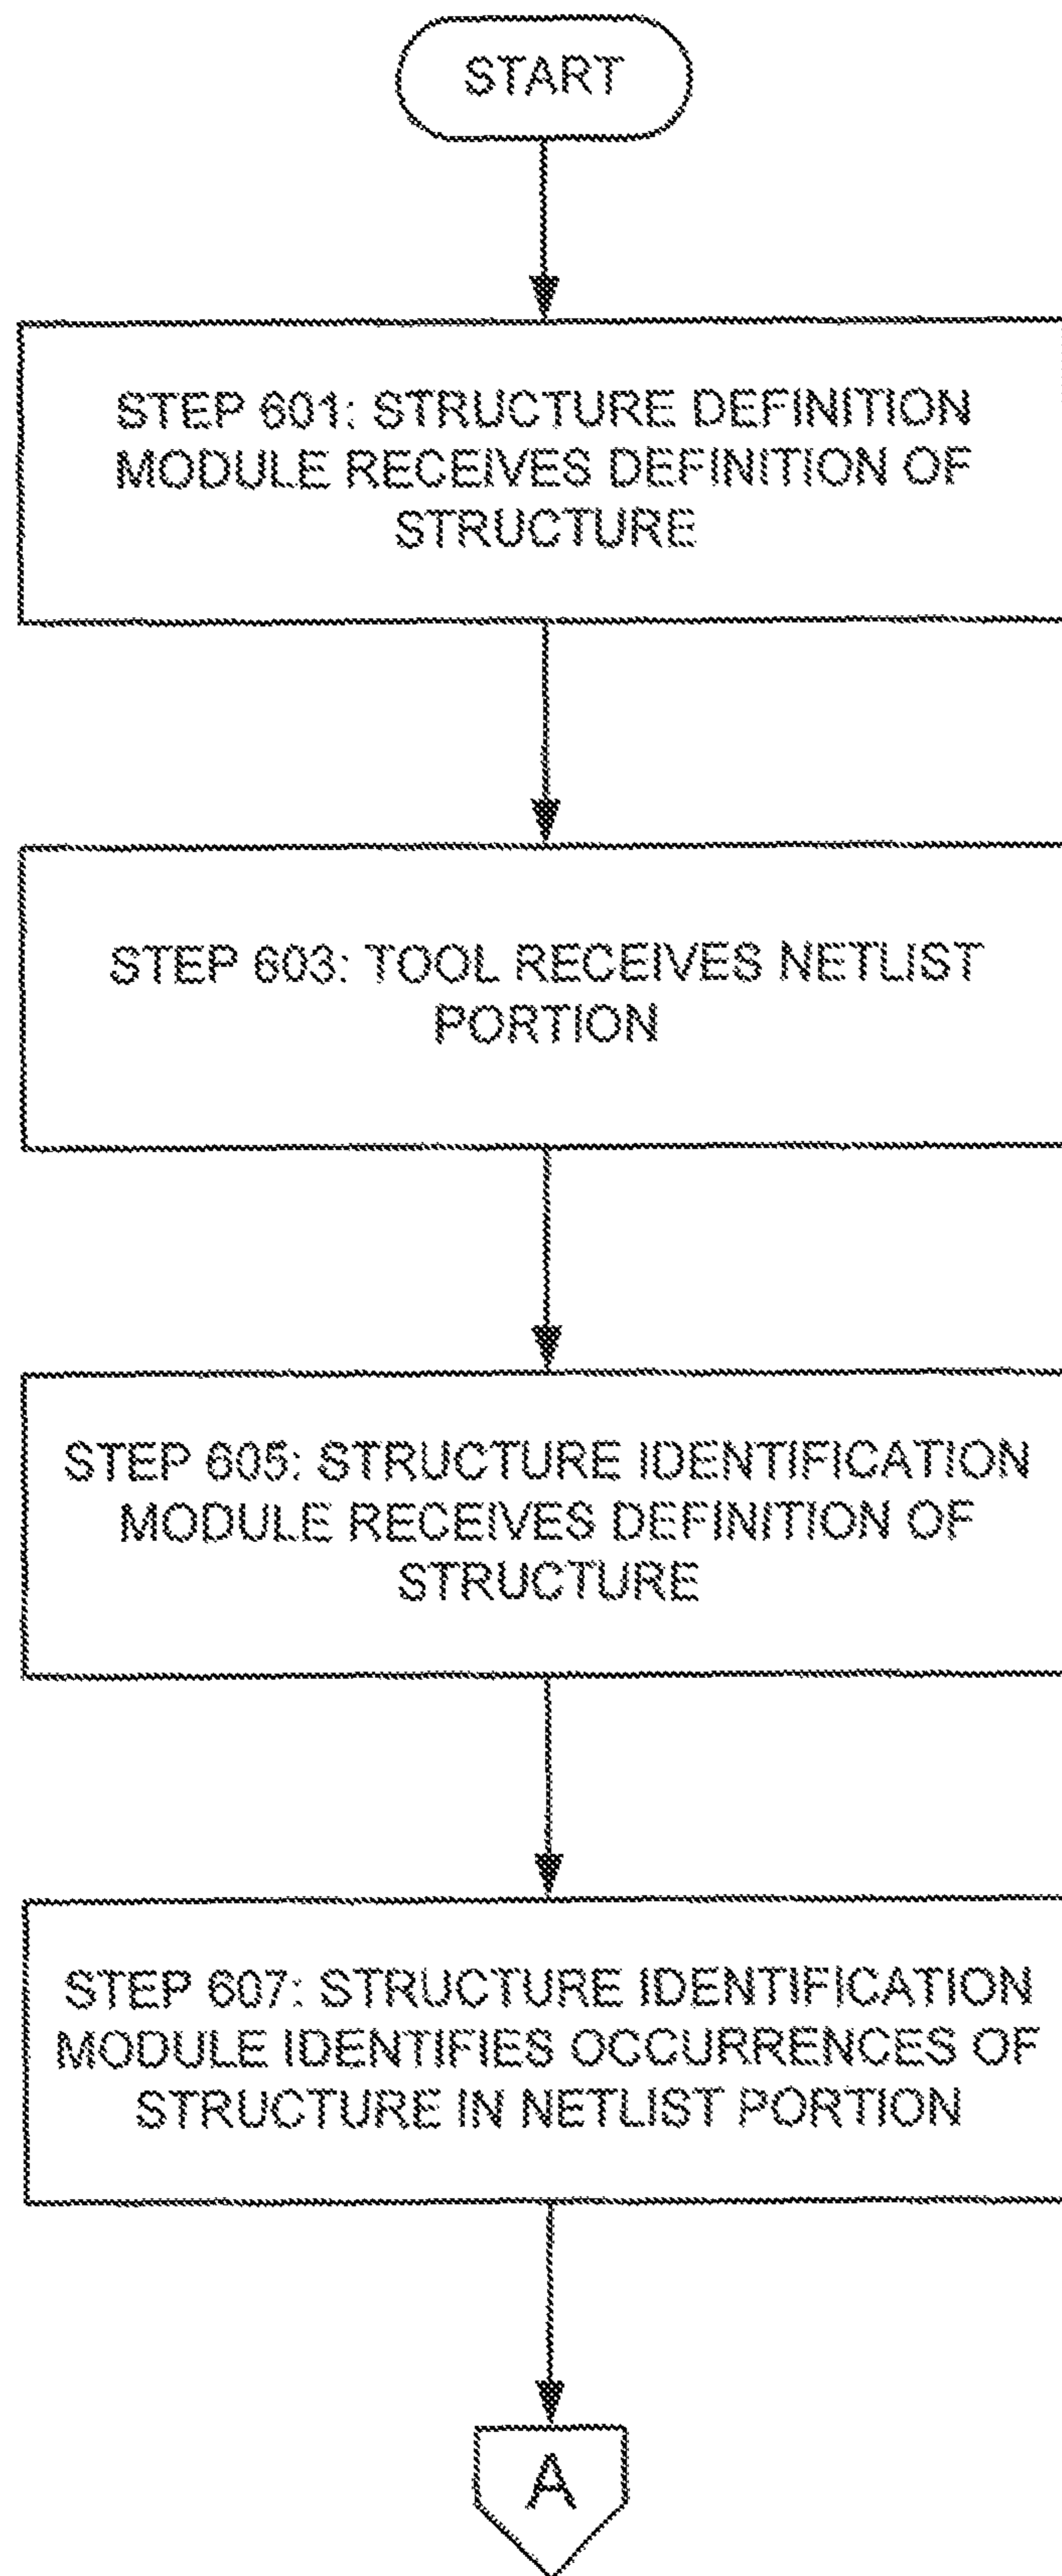 START
STEP 601: STRUCTURE DEFINITION
MODULE RECEIVES DEFINITION OF
STRUCTURE
STEP 603: TOOL RECEIVES NETLIST
PORTION
STEP 605: STRUCTURE IDENTIFICATION
MODULE RECEIVES DEFINITION OF
STRUCTURE
STEP 607: STRUCTURE IDENTIFICATION
MODULE IDENTIFIES OCCURRENCES OF
STRUCTURE IN NETLIST PORTION
A